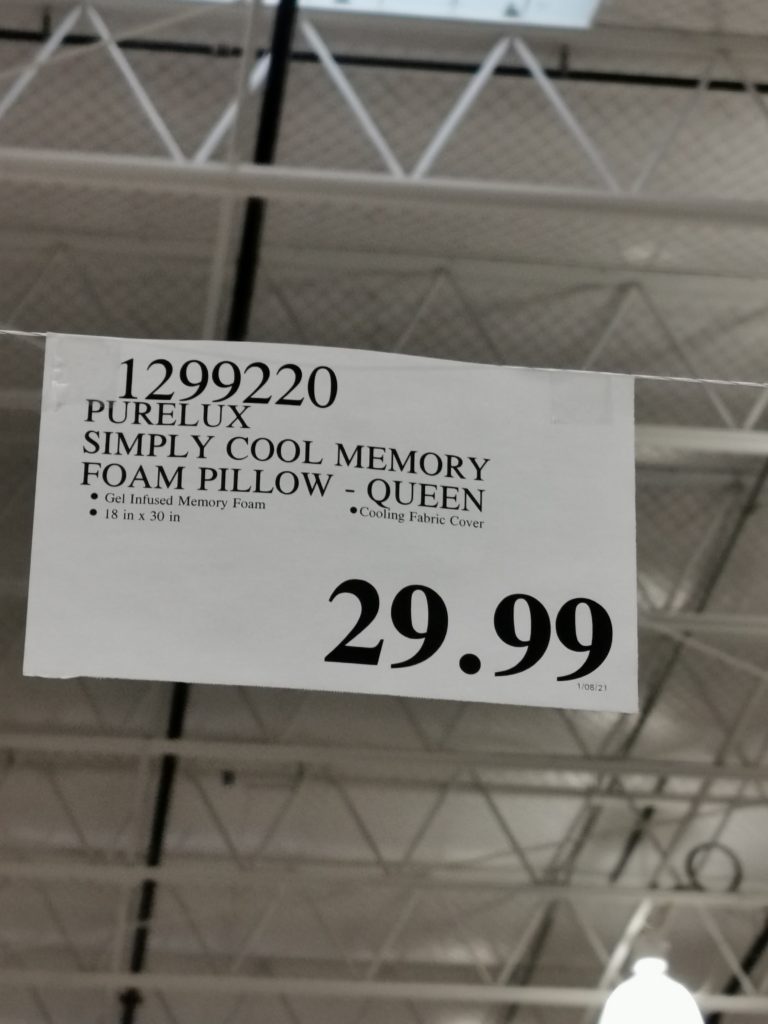 1299220
PURELUX
SIMPLY COOL MEMORY
FOAM PILLOW - QUEEN
• Gel Infused Memory Foam • Cooling Fabric Cover
• 18 in x 30 in
29.99
1/08/21